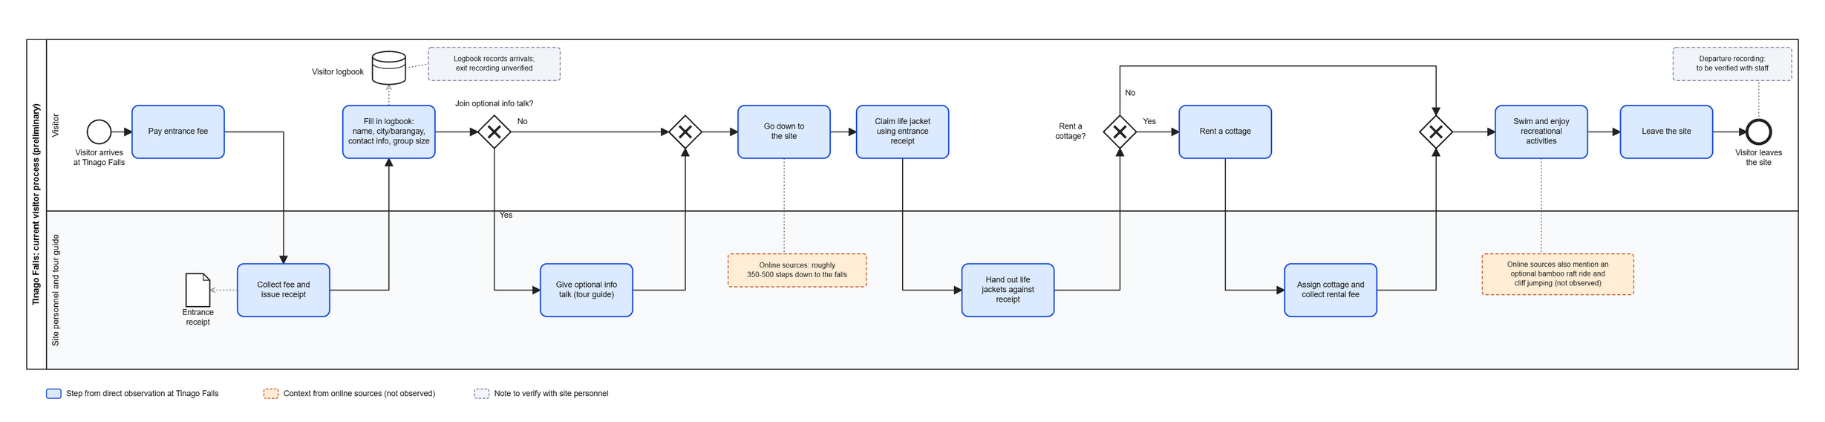 Tinago Falls: current visitor process (preliminary)
Visitor
Visitor arrives
at Tinago Falls
Pay entrance fee
Visitor logbook
Logbook records arrivals;
exit recording unverified
Fill in logbook:
name, city/barangay,
contact info, group size
Join optional info talk?
No
Yes
Go down to
the site
Claim life jacket
using entrance
receipt
Rent a
cottage?
No
Yes
Rent a cottage
Swim and enjoy
recreational
activities
Leave the site
Departure recording:
to be verified with staff
Visitor leaves
the site
Site personnel and tour guide
Entrance
receipt
Collect fee and
issue receipt
Give optional info
talk (tour guide)
Online sources: roughly
350-500 steps down to the falls
Hand out life
jackets against
receipt
Assign cottage and
collect rental fee
Online sources also mention an
optional bamboo raft ride and
cliff jumping (not observed)
Step from direct observation at Tinago Falls
Context from online sources (not observed)
Note to verify with site personnel